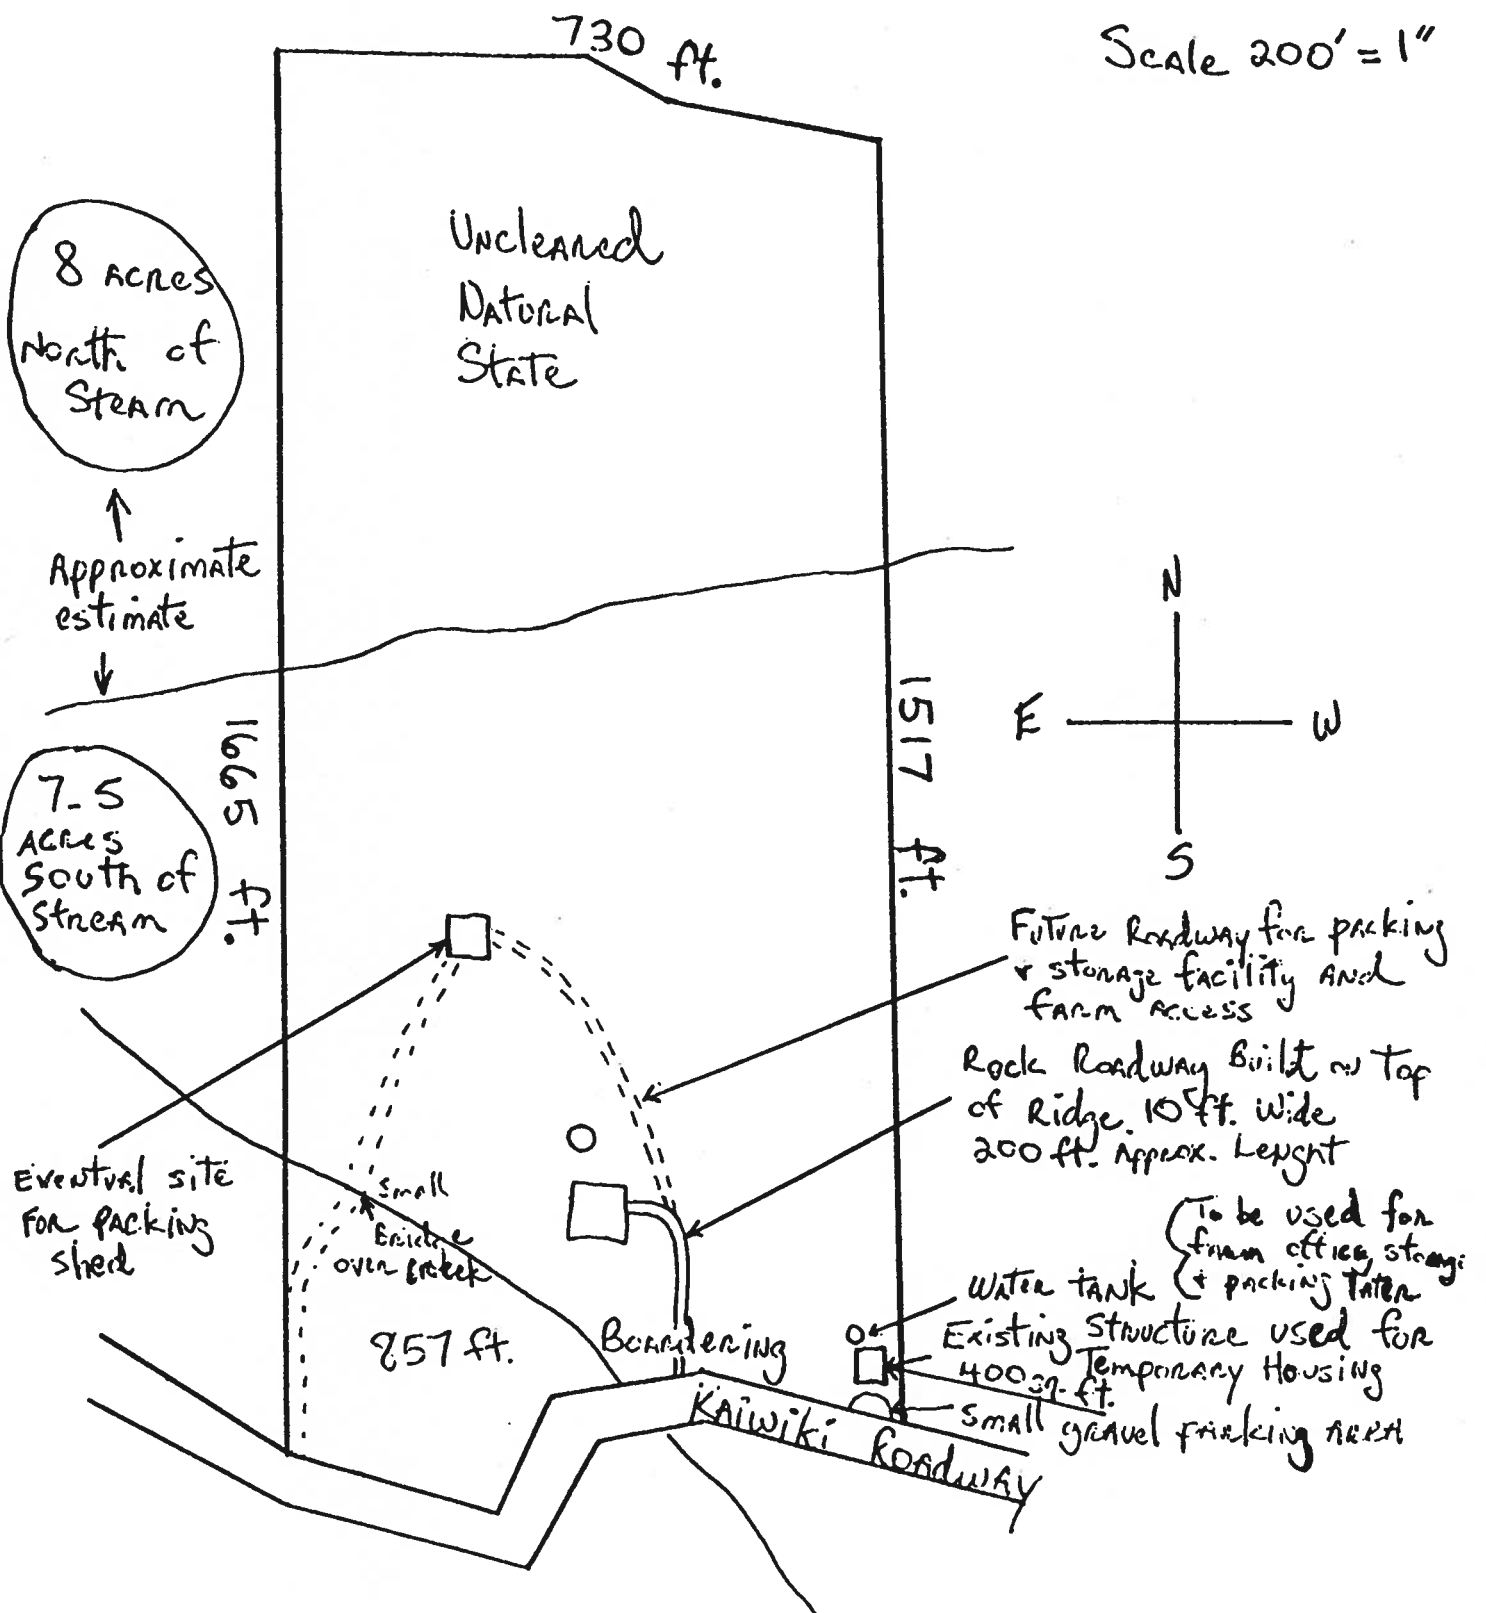 730 ft.
Scale 200' = 1"
Uncleared
Natural
State
8 Acres
North of
Steam
Approximate
estimate
7.5
Acres
South of
Stream
1665 ft.
1517 ft.
N
E
W
S
Future Roadway for packing
& storage facility And
farm access
Rock Roadway Built on Top
of Ridge. 10 ft. Wide
200 ft. Approx. Lenght
Eventual site
For packing
shed
Small
over
To be used for
farm office, storage
& packing later
Water tank
Existing Structure used for
400 sq. ft. Temporary Housing
Small gravel parking area
857 ft.
Boardering
Kaiwiki Roadway